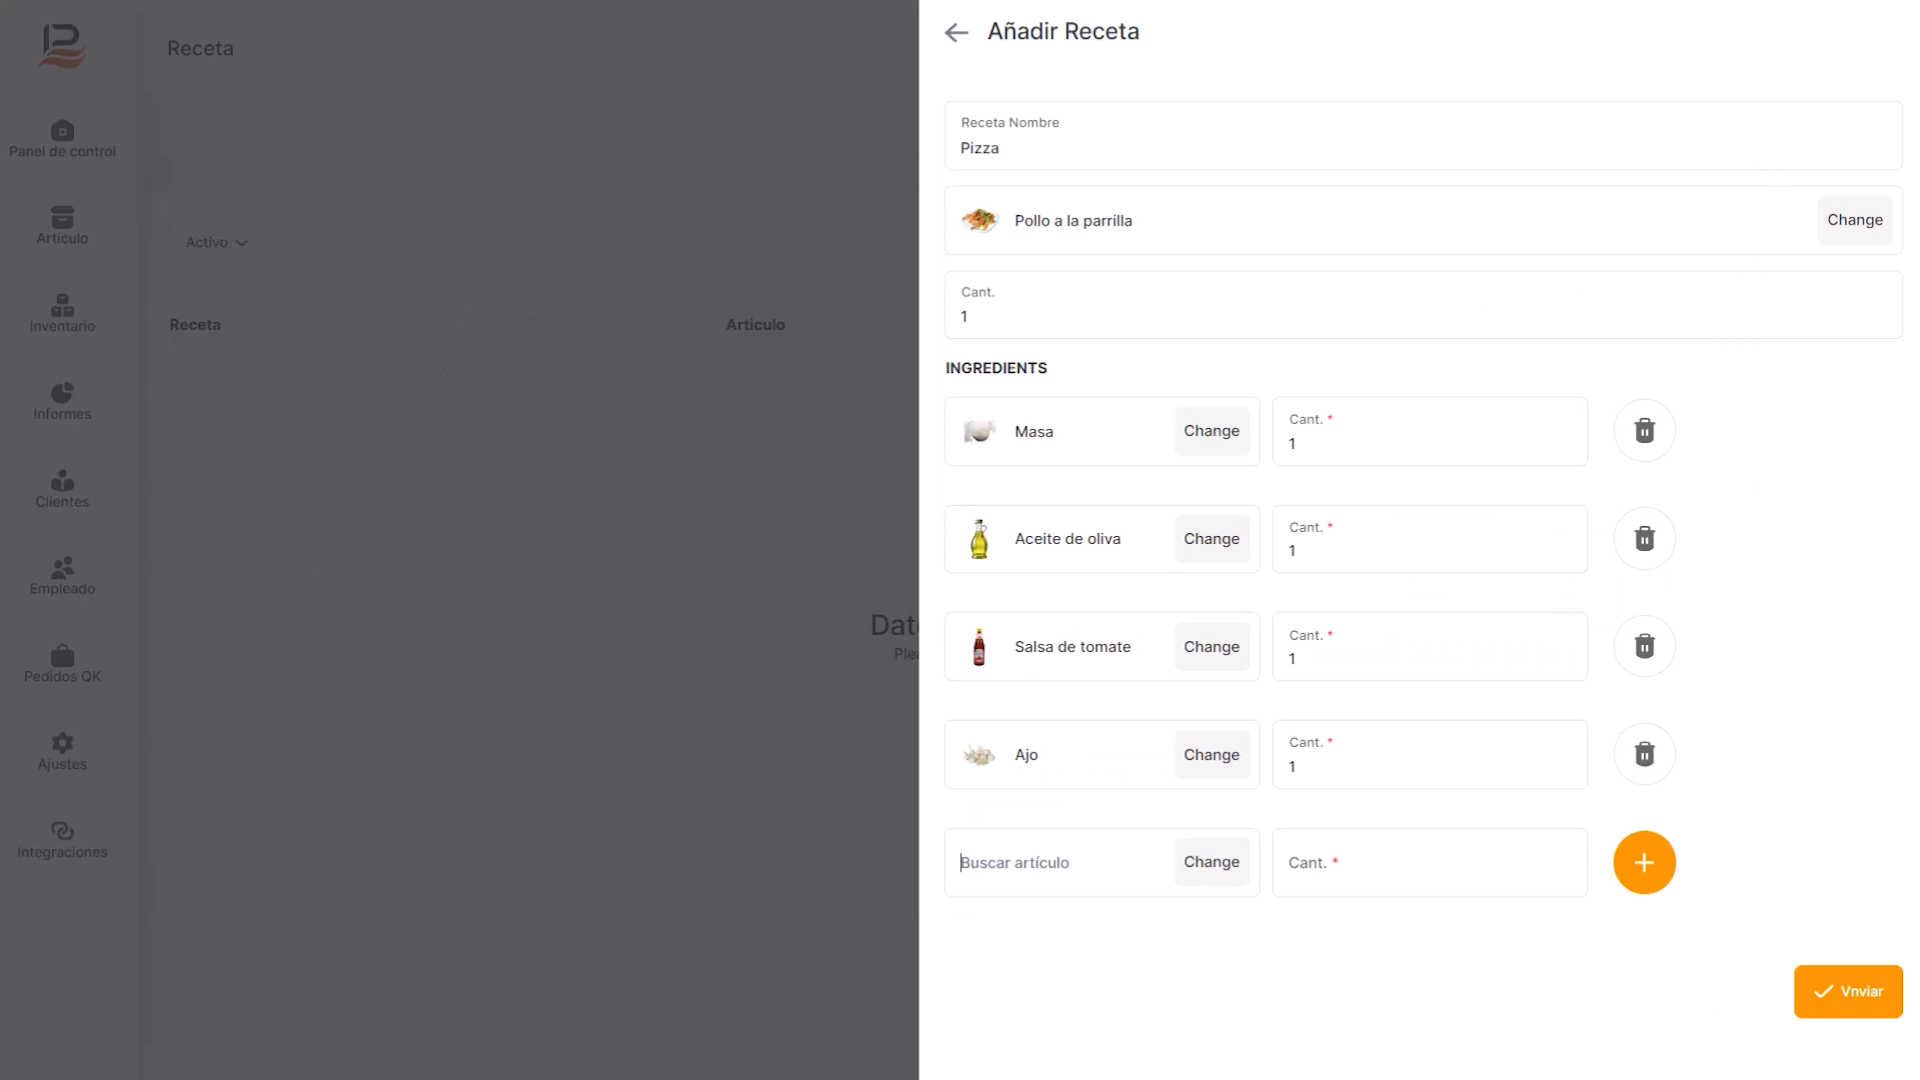 Receta
Panel de control
Artículo
Inventario
Informes
Clientes
Empleado
Pedidos QK
Ajustes
Integraciones
Activo
Receta
Artículo
Añadir Receta
Receta Nombre
Pizza
Pollo a la parrilla
Change
Cant.
1
INGREDIENTS
Masa
Change
Cant. *
1
Aceite de oliva
Change
Cant. *
1
Salsa de tomate
Change
Cant. *
1
Ajo
Change
Cant. *
1
Buscar artículo
Change
Cant. *
Vnviar